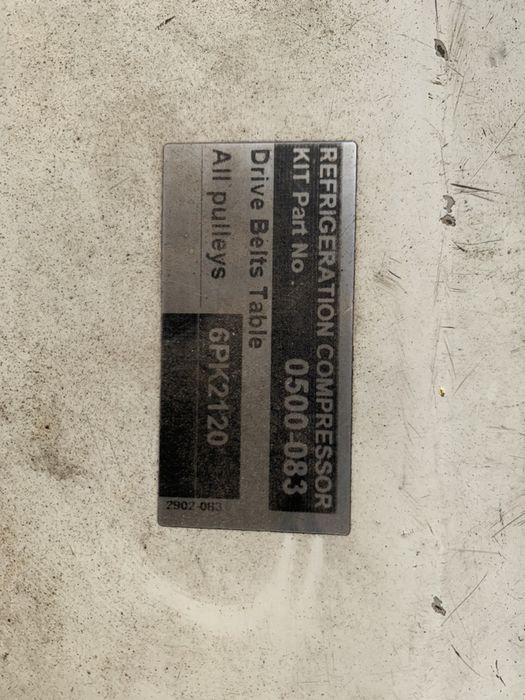 REFRIGERATION COMPRESSOR
KIT Part No 0500-083
Drive Belts Table
All pulleys 6PK2120
2902-083